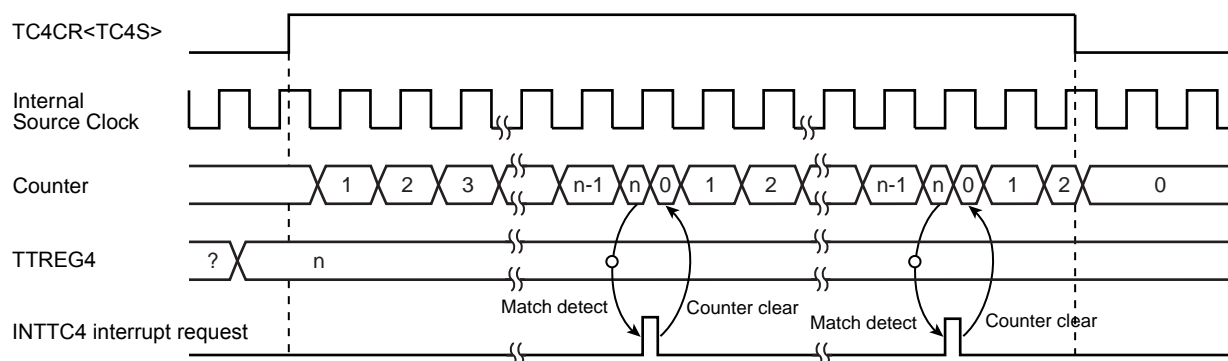 TC4CR<TC4S>
Internal
Source Clock
Counter 1 2 3 n-1 n 0 1 2 n-1 n 0 1 2 0
TTREG4 ? n
Match detect Counter clear Match detect Counter clear
INTTC4 interrupt request